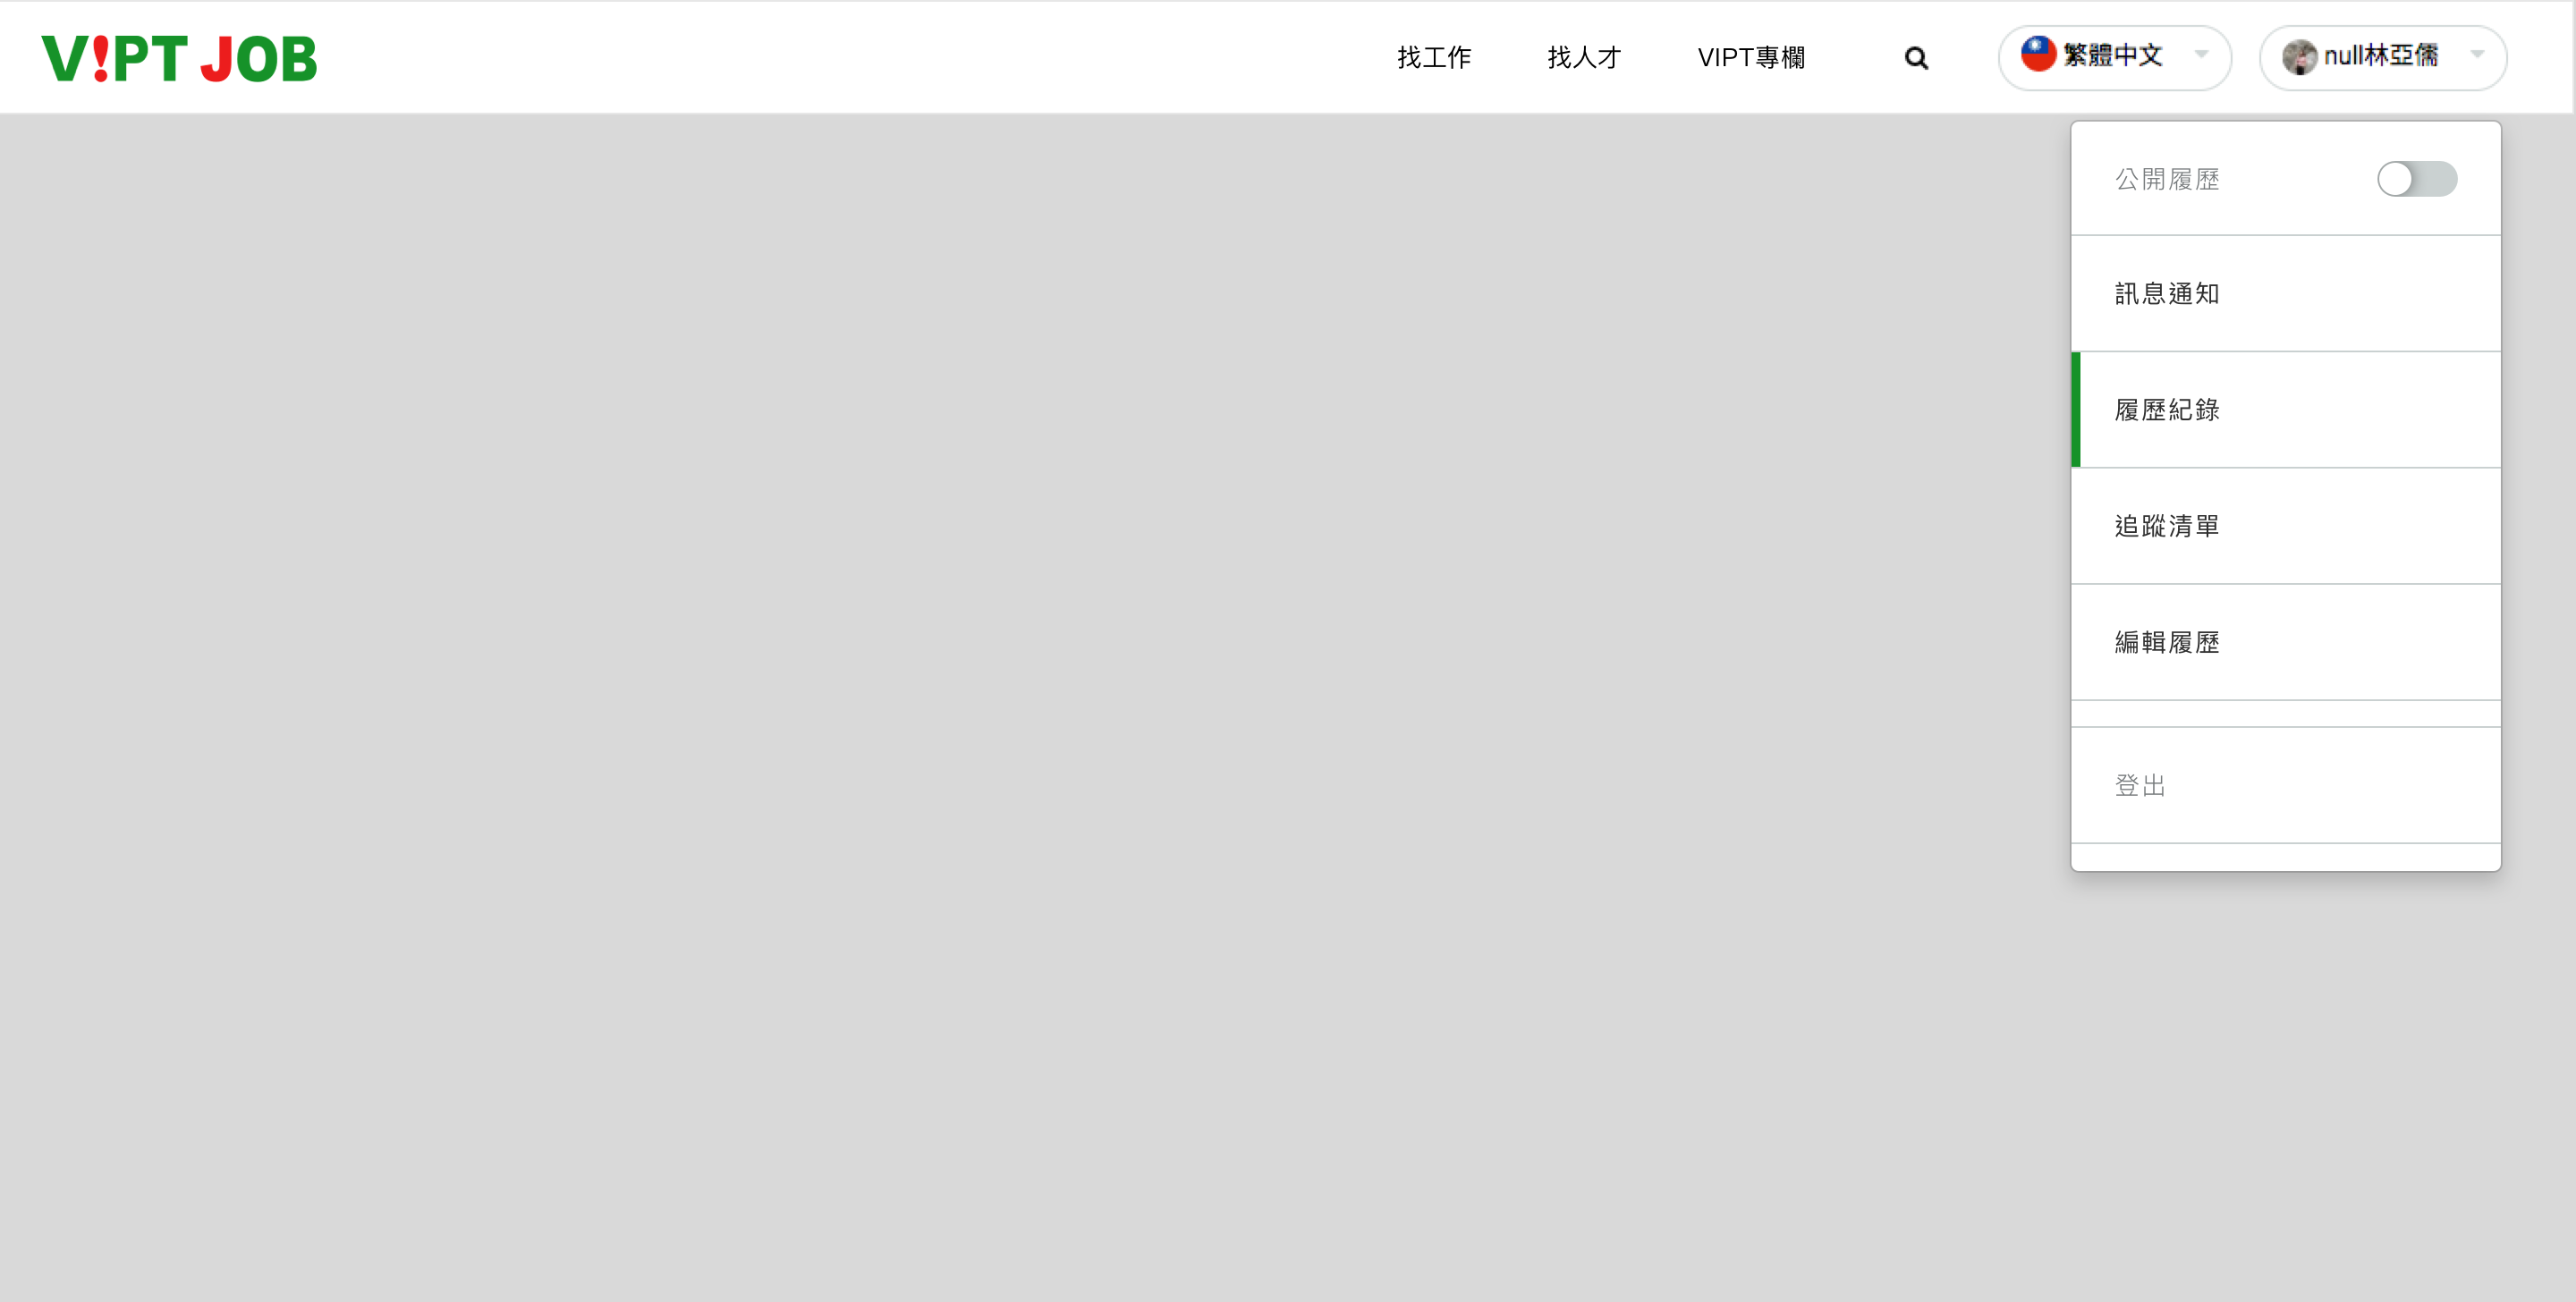 V!PT JOB
找工作
找人才
VIPT專欄
繁體中文
null林亞儒
公開履歷
訊息通知
履歷紀錄
追蹤清單
編輯履歷
登出